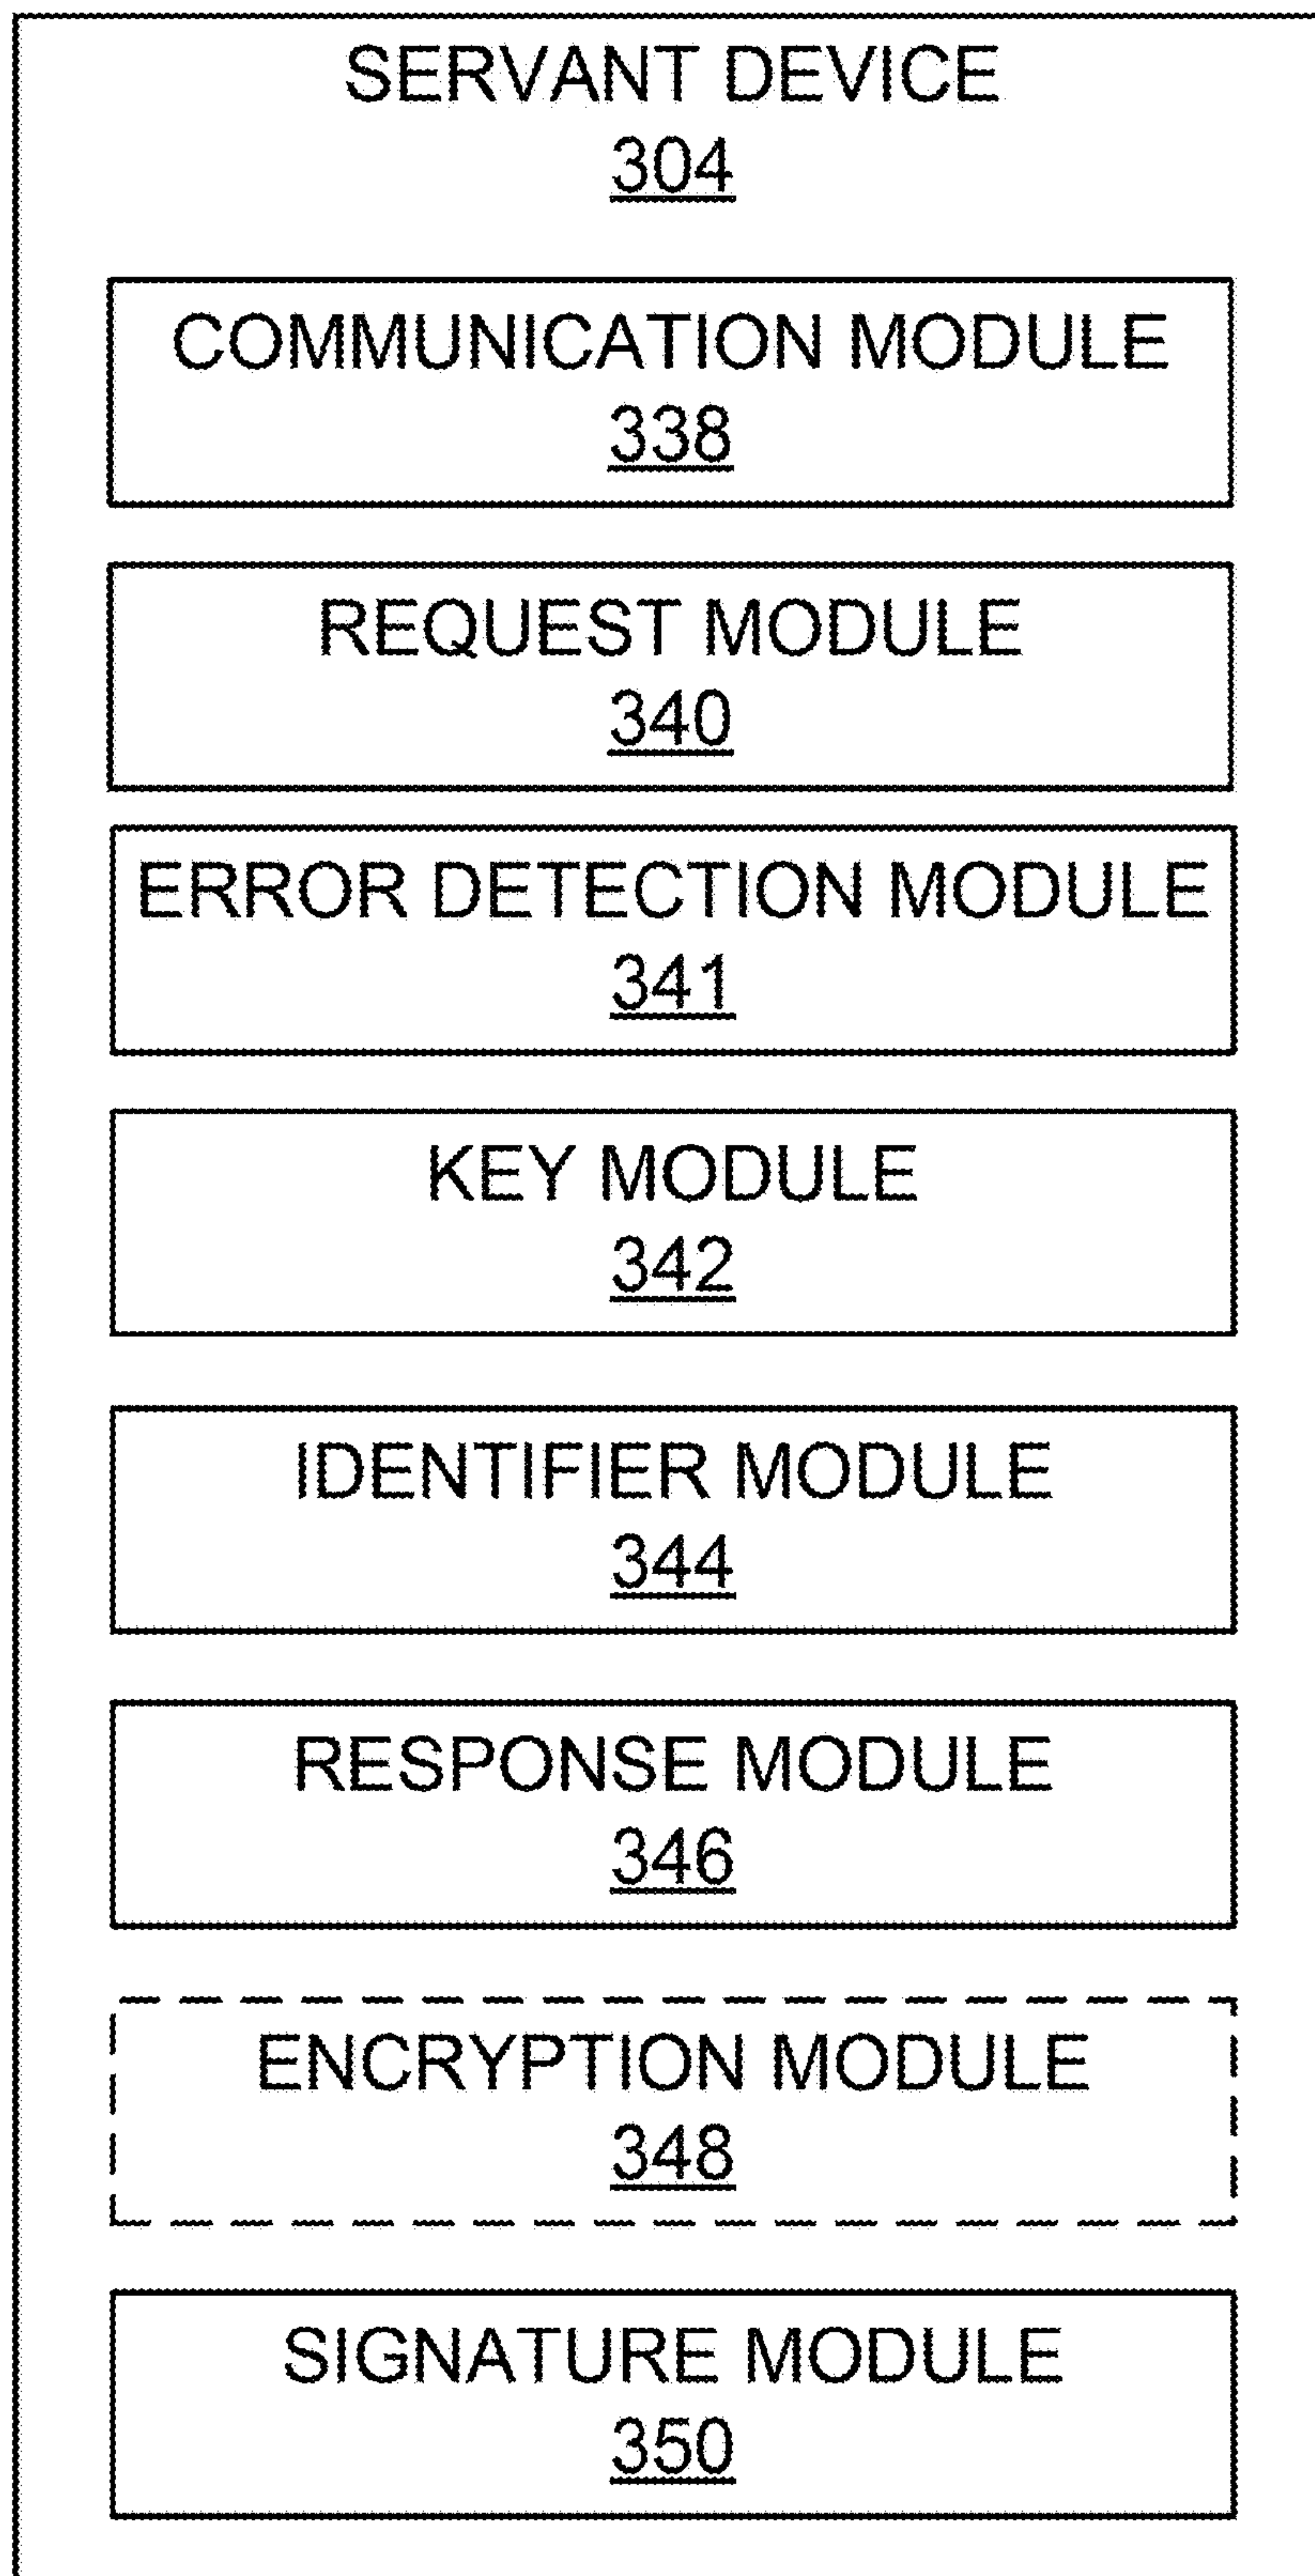 SERVANT DEVICE
304
COMMUNICATION MODULE
338
REQUEST MODULE
340
ERROR DETECTION MODULE
341
KEY MODULE
342
IDENTIFIER MODULE
344
RESPONSE MODULE
346
ENCRYPTION MODULE
348
SIGNATURE MODULE
350